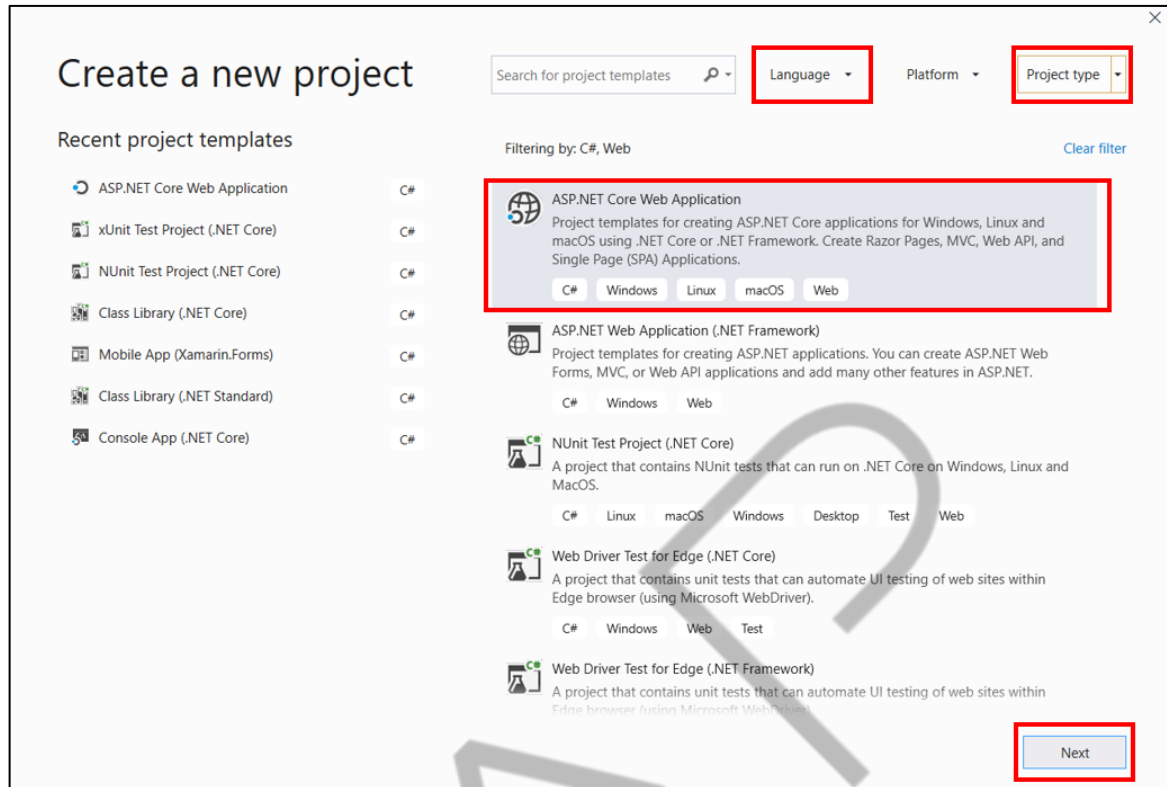 Create a new project
Search for project templates
Language
Platform
Project type
Recent project templates
ASP.NET Core Web Application C#
xUnit Test Project (.NET Core) C#
NUnit Test Project (.NET Core) C#
Class Library (.NET Core) C#
Mobile App (Xamarin.Forms) C#
Class Library (.NET Standard) C#
Console App (.NET Core) C#
Filtering by: C#, Web
Clear filter
ASP.NET Core Web Application
Project templates for creating ASP.NET Core applications for Windows, Linux and
macOS using .NET Core or .NET Framework. Create Razor Pages, MVC, Web API, and
Single Page (SPA) Applications.
C# Windows Linux macOS Web
ASP.NET Web Application (.NET Framework)
Project templates for creating ASP.NET applications. You can create ASP.NET Web
Forms, MVC, or Web API applications and add many other features in ASP.NET.
C# Windows Web
NUnit Test Project (.NET Core)
A project that contains NUnit tests that can run on .NET Core on Windows, Linux and
MacOS.
C# Linux macOS Windows Desktop Test Web
Web Driver Test for Edge (.NET Core)
A project that contains unit tests that can automate UI testing of web sites within
Edge browser (using Microsoft WebDriver).
C# Windows Web Test
Web Driver Test for Edge (.NET Framework)
A project that contains unit tests that can automate UI testing of web sites within
Edge browser (using Microsoft WebDriver).
Next